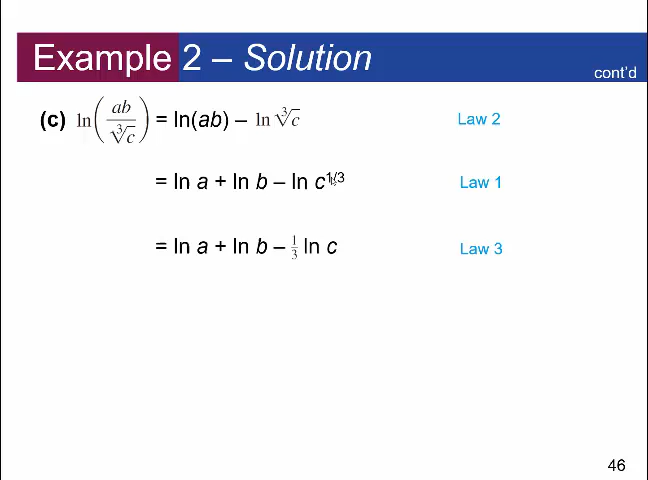 Example 2 – Solution
cont'd
(c) ln(ab/∛c) = ln(ab) – ln ∛c Law 2
= ln a + ln b – ln c^1/3 Law 1
= ln a + ln b – 1/3 ln c Law 3
46